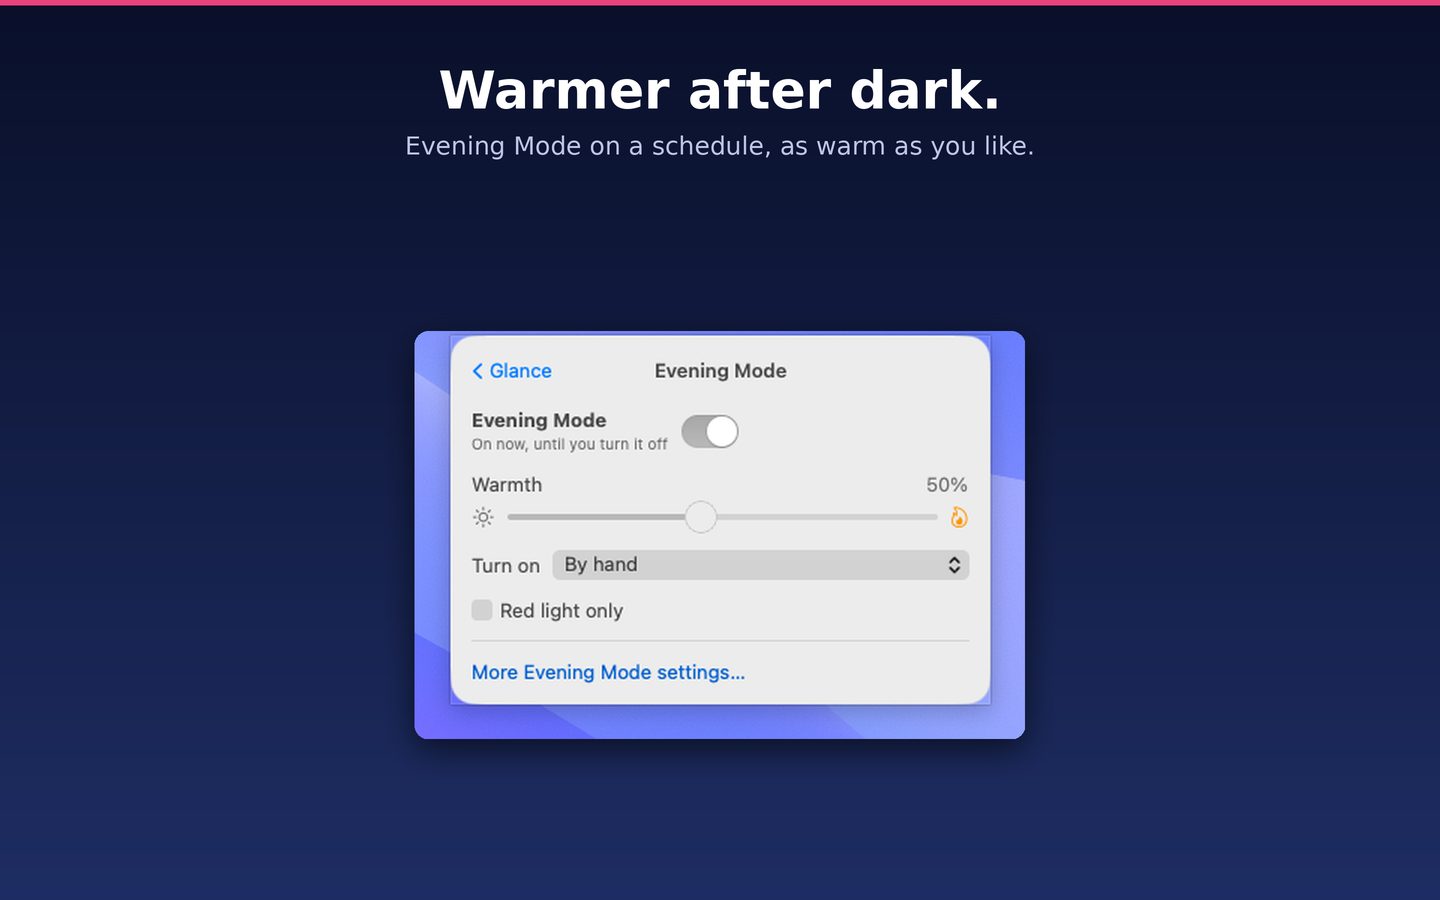 Warmer after dark.
Evening Mode on a schedule, as warm as you like.
Glance
Evening Mode
Evening Mode
On now, until you turn it off
Warmth
50%
Turn on
By hand
Red light only
More Evening Mode settings...